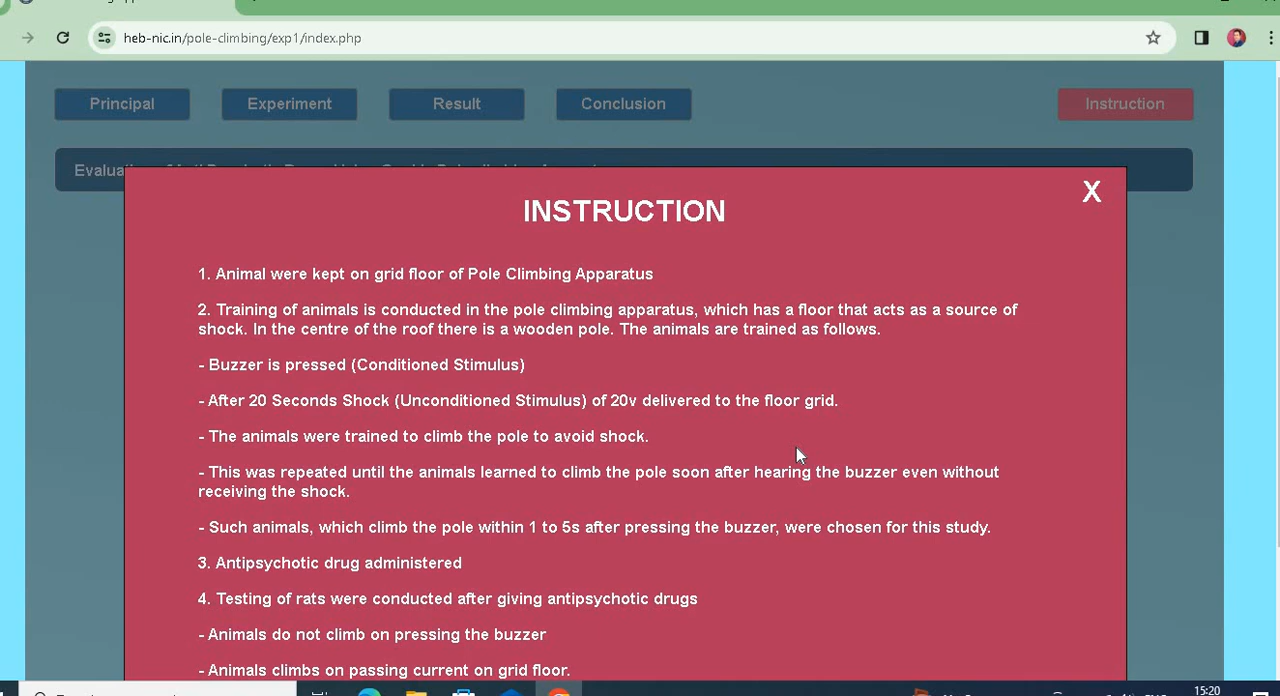 heb-nic.in/pole-climbing/exp1/index.php
Principal
Experiment
Result
Conclusion
Instruction
INSTRUCTION
X
1. Animal were kept on grid floor of Pole Climbing Apparatus
2. Training of animals is conducted in the pole climbing apparatus, which has a floor that acts as a source of
shock. In the centre of the roof there is a wooden pole. The animals are trained as follows.
- Buzzer is pressed (Conditioned Stimulus)
- After 20 Seconds Shock (Unconditioned Stimulus) of 20v delivered to the floor grid.
- The animals were trained to climb the pole to avoid shock.
- This was repeated until the animals learned to climb the pole soon after hearing the buzzer even without
receiving the shock.
- Such animals, which climb the pole within 1 to 5s after pressing the buzzer, were chosen for this study.
3. Antipsychotic drug administered
4. Testing of rats were conducted after giving antipsychotic drugs
- Animals do not climb on pressing the buzzer
- Animals climbs on passing current on grid floor.
15:20